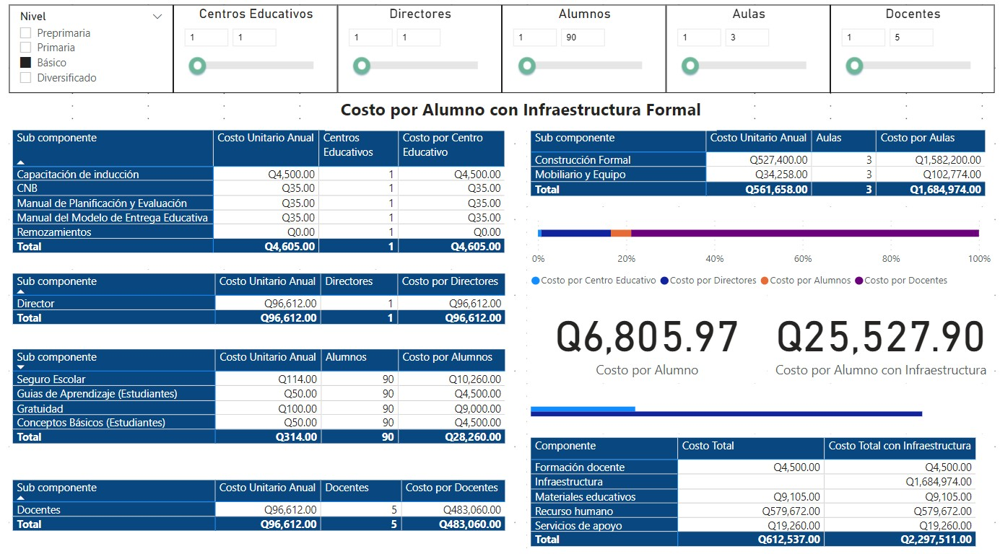 Nivel
Preprimaria
Primaria
Básico
Diversificado
Centros Educativos
1 1
Directores
1 1
Alumnos
1 90
Aulas
1 3
Docentes
1 5
Costo por Alumno con Infraestructura Formal
Sub componente Costo Unitario Anual Centros Educativos Costo por Centro Educativo
Capacitación de inducción Q4,500.00 1 Q4,500.00
CNB Q35.00 1 Q35.00
Manual de Planificación y Evaluación Q35.00 1 Q35.00
Manual del Modelo de Entrega Educativa Q35.00 1 Q35.00
Remozamientos Q0.00 1 Q0.00
Total Q4,605.00 1 Q4,605.00
Sub componente Costo Unitario Anual Directores Costo por Directores
Director Q96,612.00 1 Q96,612.00
Total Q96,612.00 1 Q96,612.00
Sub componente Costo Unitario Anual Alumnos Costo por Alumnos
Seguro Escolar Q114.00 90 Q10,260.00
Guias de Aprendizaje (Estudiantes) Q50.00 90 Q4,500.00
Gratuidad Q100.00 90 Q9,000.00
Conceptos Básicos (Estudiantes) Q50.00 90 Q4,500.00
Total Q314.00 90 Q28,260.00
Sub componente Costo Unitario Anual Docentes Costo por Docentes
Docentes Q96,612.00 5 Q483,060.00
Total Q96,612.00 5 Q483,060.00
Sub componente Costo Unitario Anual Aulas Costo por Aulas
Construcción Formal Q527,400.00 3 Q1,582,200.00
Mobiliario y Equipo Q34,258.00 3 Q102,774.00
Total Q561,658.00 3 Q1,684,974.00
0% 20% 40% 60% 80% 100%
Costo por Centro Educativo Costo por Directores Costo por Alumnos Costo por Docentes
Q6,805.97
Costo por Alumno
Q25,527.90
Costo por Alumno con Infraestructura
Componente Costo Total Costo Total con Infraestructura
Formación docente Q4,500.00 Q4,500.00
Infraestructura Q1,684,974.00
Materiales educativos Q9,105.00 Q9,105.00
Recurso humano Q579,672.00 Q579,672.00
Servicios de apoyo Q19,260.00 Q19,260.00
Total Q612,537.00 Q2,297,511.00